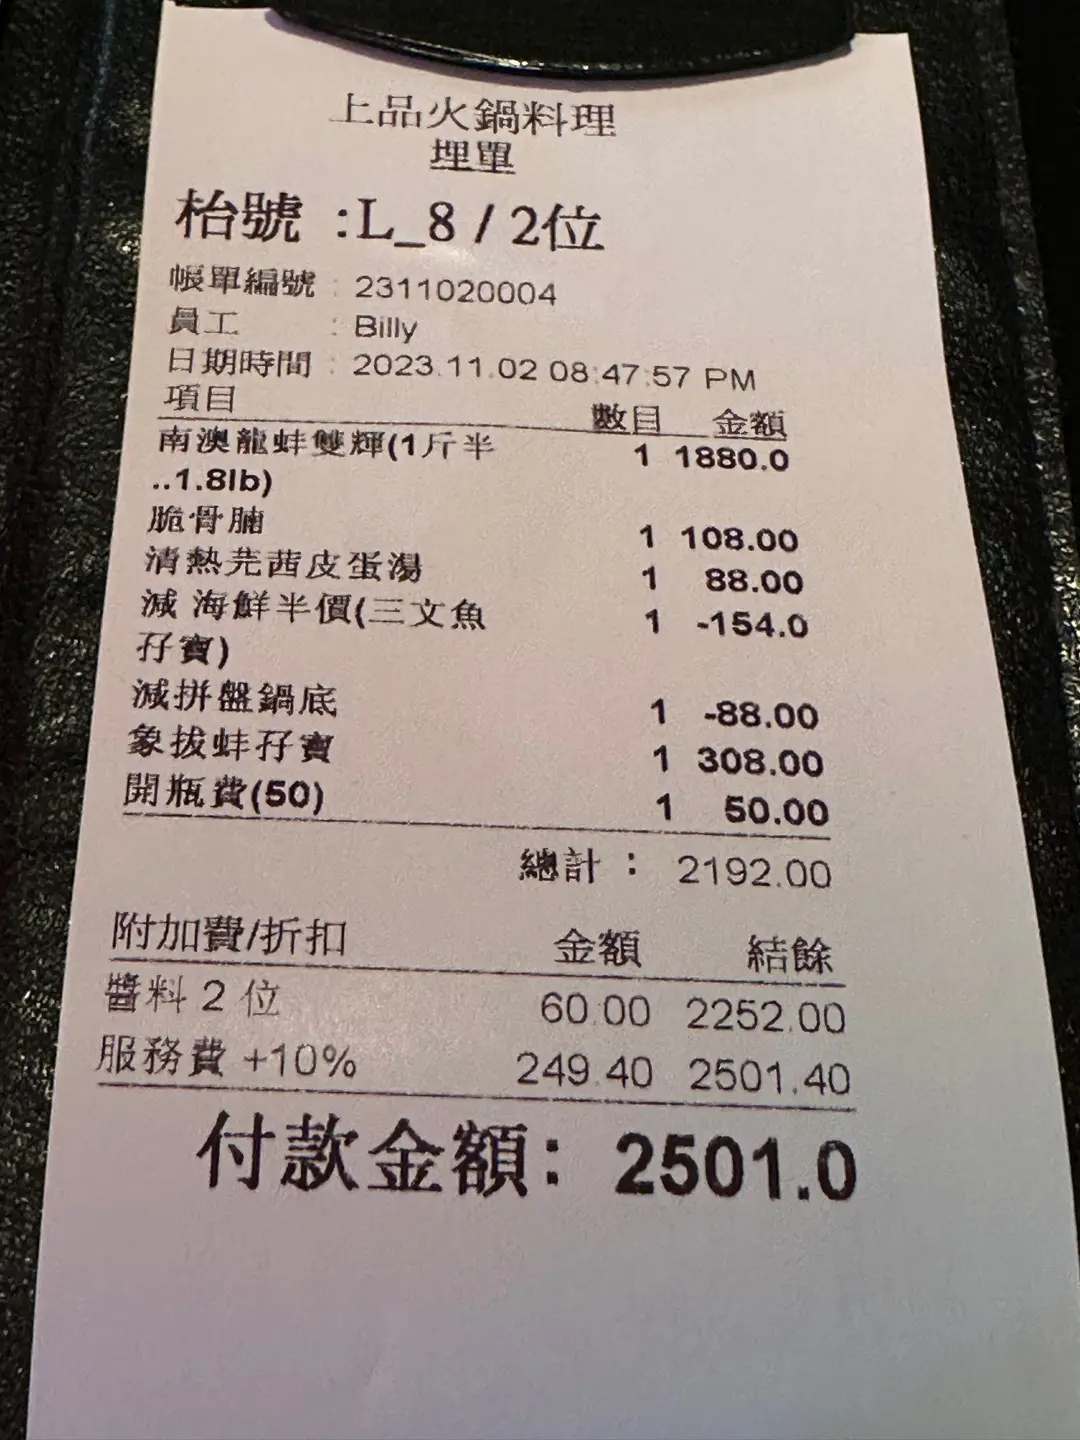 上品火鍋料理
埋單
枱號 :L_8 / 2位
帳單編號 : 2311020004
員工 : Billy
日期時間 : 2023.11.02 08:47:57 PM
項目 數目 金額
南澳龍蚌雙輝(1斤半 1 1880.0
..1.8lb)
脆骨腩 1 108.00
清熱芫茜皮蛋湯 1 88.00
減 海鮮半價(三文魚 1 -154.0
孖寶)
減拼盤鍋底 1 -88.00
象拔蚌孖寶 1 308.00
開瓶費(50) 1 50.00
總計 : 2192.00
附加費/折扣 金額 結餘
醬料 2 位 60.00 2252.00
服務費 +10% 249.40 2501.40
付款金額: 2501.0